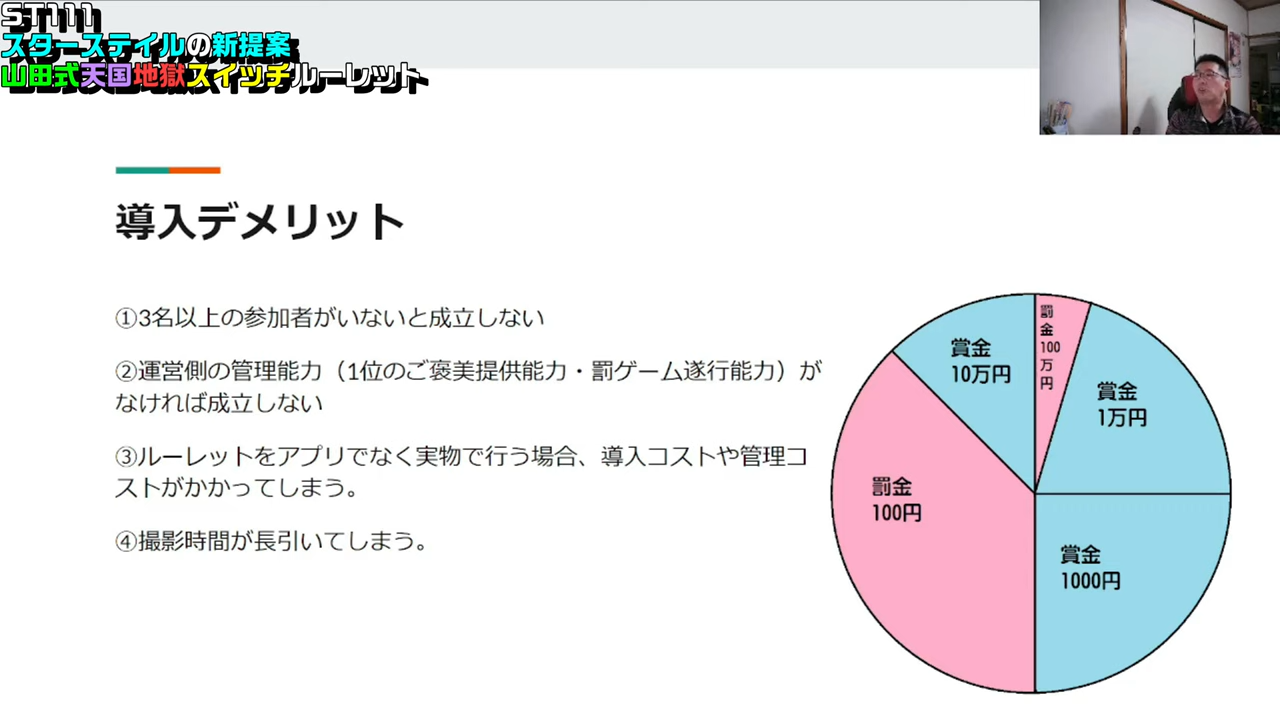 ST111
スターステイルの新提案
山田式天国地獄スイッチルーレット
導入デメリット
①3名以上の参加者がいないと成立しない
②運営側の管理能力（1位のご褒美提供能力・罰ゲーム遂行能力）が
なければ成立しない
③ルーレットをアプリでなく実物で行う場合、導入コストや管理コ
ストがかかってしまう。
④撮影時間が長引いてしまう。
賞金
10万円
罰
金
100
万
円
賞金
1万円
罰金
100円
賞金
1000円